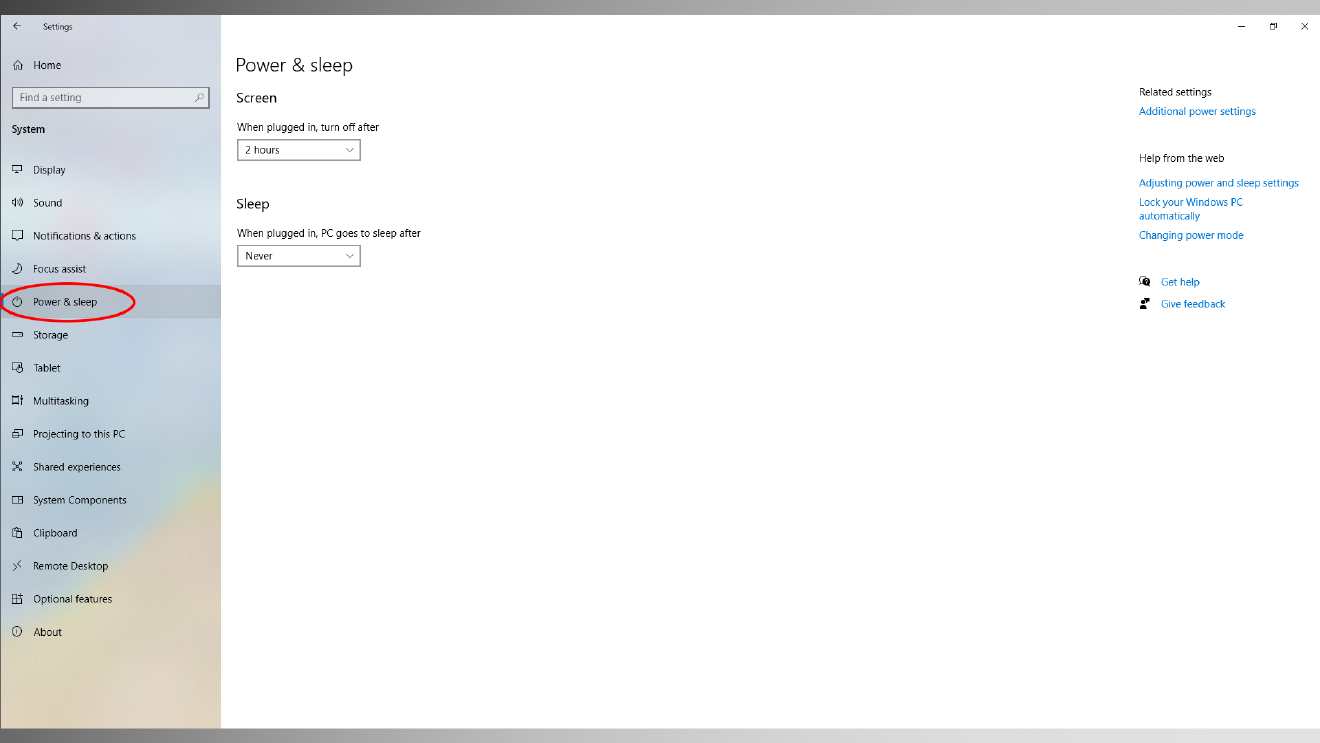 Settings
Home
Find a setting
System
Display
Sound
Notifications & actions
Focus assist
Power & sleep
Storage
Tablet
Multitasking
Projecting to this PC
Shared experiences
System Components
Clipboard
Remote Desktop
Optional features
About
Power & sleep
Screen
When plugged in, turn off after
2 hours
Sleep
When plugged in, PC goes to sleep after
Never
Related settings
Additional power settings
Help from the web
Adjusting power and sleep settings
Lock your Windows PC
automatically
Changing power mode
Get help
Give feedback